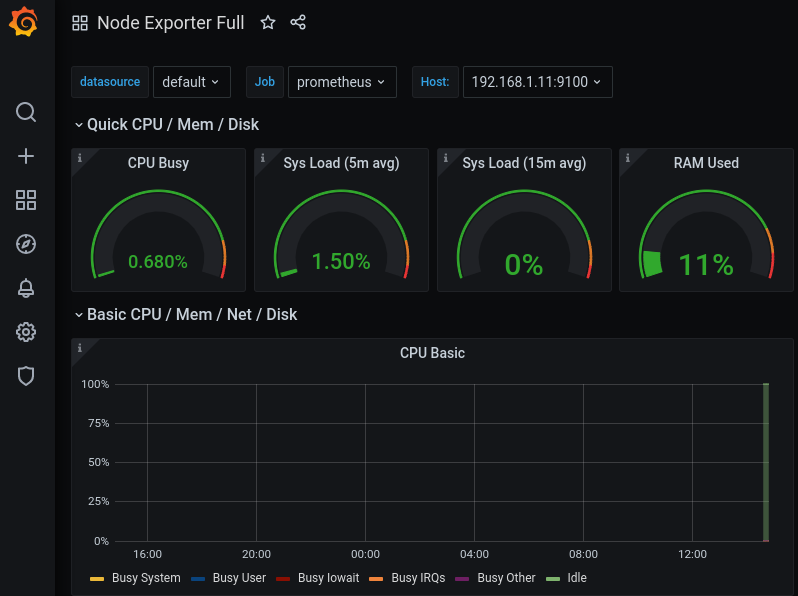 Node Exporter Full
datasource default Job prometheus Host: 192.168.1.11:9100
Quick CPU / Mem / Disk
i CPU Busy i Sys Load (5m avg) i Sys Load (15m avg) i RAM Used
0.680% 1.50% 0% 11%
Basic CPU / Mem / Net / Disk
i CPU Basic
100%
75%
50%
25%
0%
16:00 20:00 00:00 04:00 08:00 12:00
Busy System Busy User Busy Iowait Busy IRQs Busy Other Idle